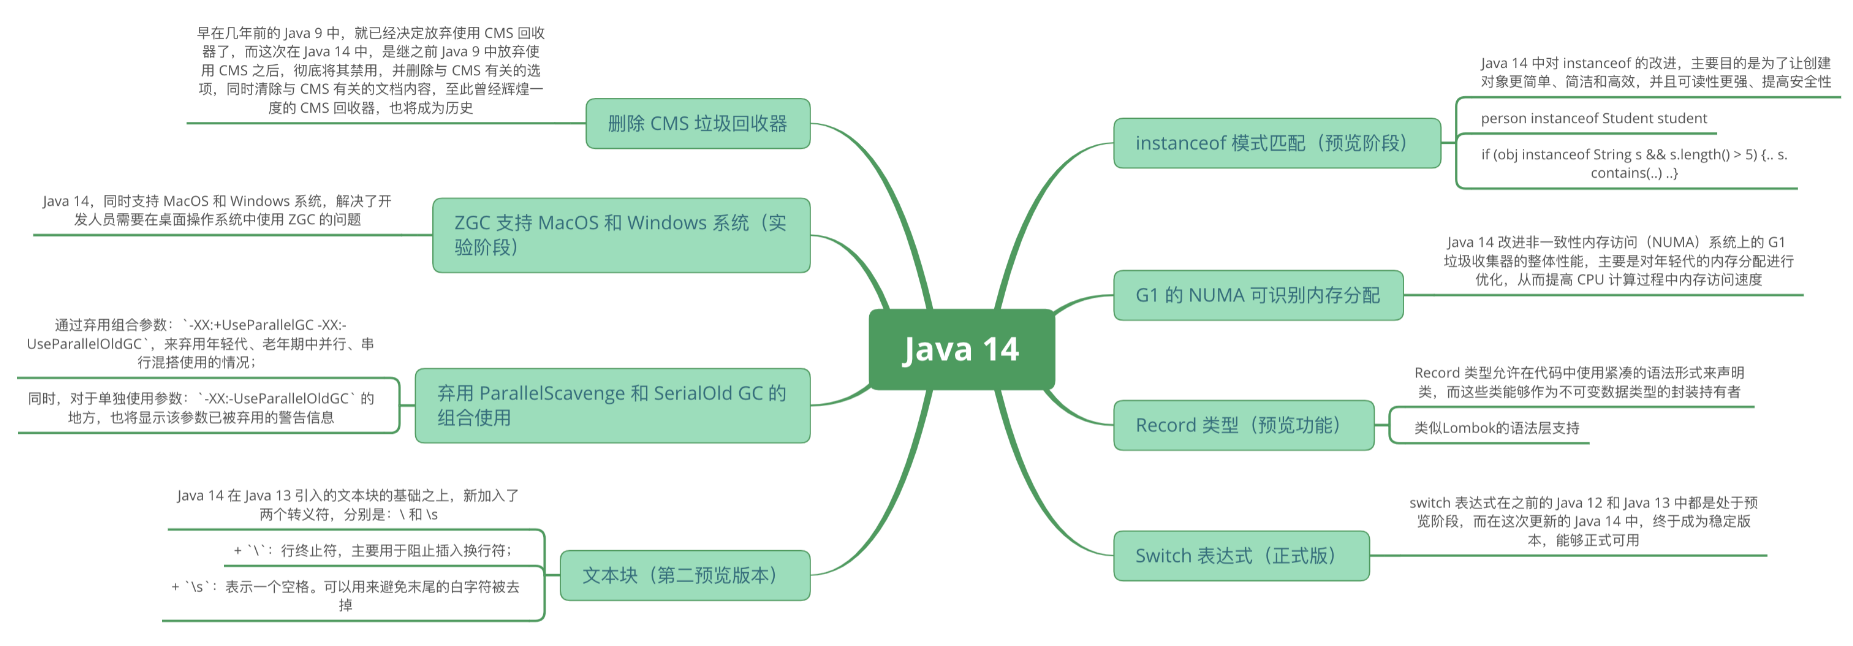 Java 14
删除 CMS 垃圾回收器
早在几年前的 Java 9 中，就已经决定放弃使用 CMS 回收
器了，而这次在 Java 14 中，是继之前 Java 9 中放弃使
用 CMS 之后，彻底将其禁用，并删除与 CMS 有关的选
项，同时清除与 CMS 有关的文档内容，至此曾经辉煌一
度的 CMS 回收器，也将成为历史
ZGC 支持 MacOS 和 Windows 系统（实
验阶段）
Java 14，同时支持 MacOS 和 Windows 系统，解决了开
发人员需要在桌面操作系统中使用 ZGC 的问题
弃用 ParallelScavenge 和 SerialOld GC 的
组合使用
通过弃用组合参数：`-XX:+UseParallelGC -XX:-
UseParallelOldGC`，来弃用年轻代、老年期中并行、串
行混搭使用的情况；
同时，对于单独使用参数：`-XX:-UseParallelOldGC` 的
地方，也将显示该参数已被弃用的警告信息
文本块（第二预览版本）
Java 14 在 Java 13 引入的文本块的基础之上，新加入了
两个转义符，分别是：\ 和 \s
+ `\`：行终止符，主要用于阻止插入换行符；
+ `\s`：表示一个空格。可以用来避免末尾的白字符被去
掉
instanceof 模式匹配（预览阶段）
Java 14 中对 instanceof 的改进，主要目的是为了让创建
对象更简单、简洁和高效，并且可读性更强、提高安全性
person instanceof Student student
if (obj instanceof String s && s.length() > 5) {.. s.
contains(..) ..}
G1 的 NUMA 可识别内存分配
Java 14 改进非一致性内存访问（NUMA）系统上的 G1
垃圾收集器的整体性能，主要是对年轻代的内存分配进行
优化，从而提高 CPU 计算过程中内存访问速度
Record 类型（预览功能）
Record 类型允许在代码中使用紧凑的语法形式来声明
类，而这些类能够作为不可变数据类型的封装持有者
类似Lombok的语法层支持
Switch 表达式（正式版）
switch 表达式在之前的 Java 12 和 Java 13 中都是处于预
览阶段，而在这次更新的 Java 14 中，终于成为稳定版
本，能够正式可用